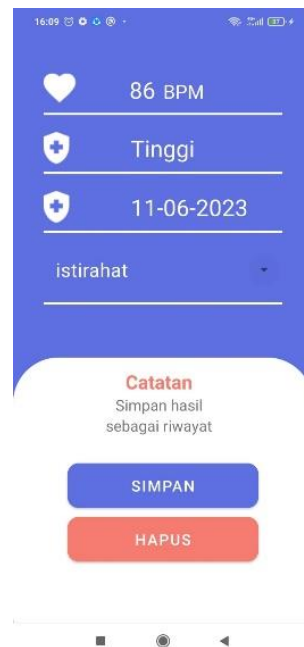 16:09
86 BPM
Tinggi
11-06-2023
istirahat
Catatan
Simpan hasil
sebagai riwayat
SIMPAN
HAPUS